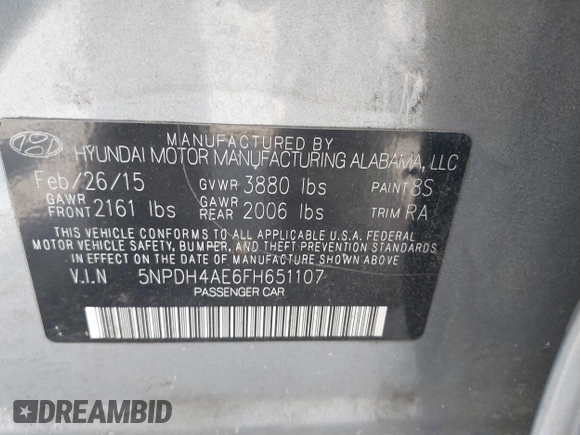 MANUFACTURED BY
HYUNDAI MOTOR MANUFACTURING ALABAMA, LLC
Feb/26/15 GVWR 3880 lbs PAINT 8S
GAWR FRONT 2161 lbs GAWR REAR 2006 lbs TRIM RA
THIS VEHICLE CONFORMS TO ALL APPLICABLE U.S.A. FEDERAL
MOTOR VEHICLE SAFETY, BUMPER, AND THEFT PREVENTION STANDARDS
IN EFFECT ON THE DATE OF MANUFACTURE SHOWN ABOVE
V.I.N 5NPDH4AE6FH651107
PASSENGER CAR
DREAMBID